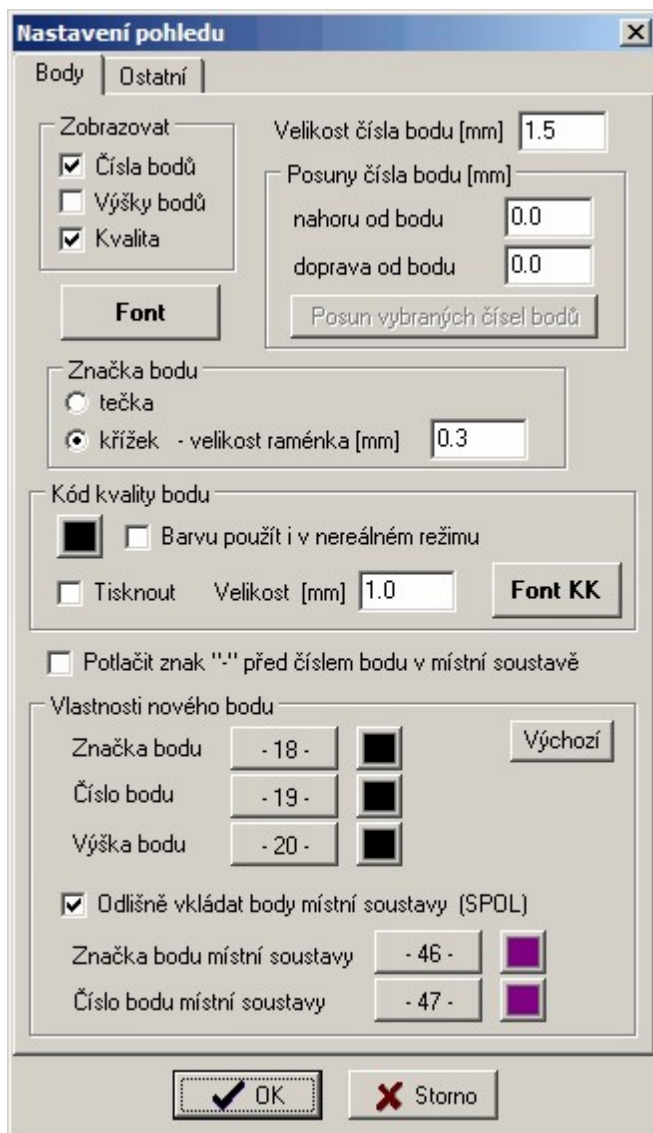 Nastavení pohledu
Body
Ostatní
Zobrazovat
Čísla bodů
Výšky bodů
Kvalita
Font
Velikost čísla bodu [mm] 1.5
Posuny čísla bodu [mm]
nahoru od bodu 0.0
doprava od bodu 0.0
Posun vybraných čísel bodů
Značka bodu
tečka
křížek - velikost raménka [mm] 0.3
Kód kvality bodu
Barvu použít i v nereálném režimu
Tisknout Velikost [mm] 1.0 Font KK
Potlačit znak "-" před číslem bodu v místní soustavě
Vlastnosti nového bodu
Značka bodu - 18 - Výchozí
Číslo bodu - 19 -
Výška bodu - 20 -
Odlišně vkládat body místní soustavy (SPOL)
Značka bodu místní soustavy - 46 -
Číslo bodu místní soustavy - 47 -
OK Storno